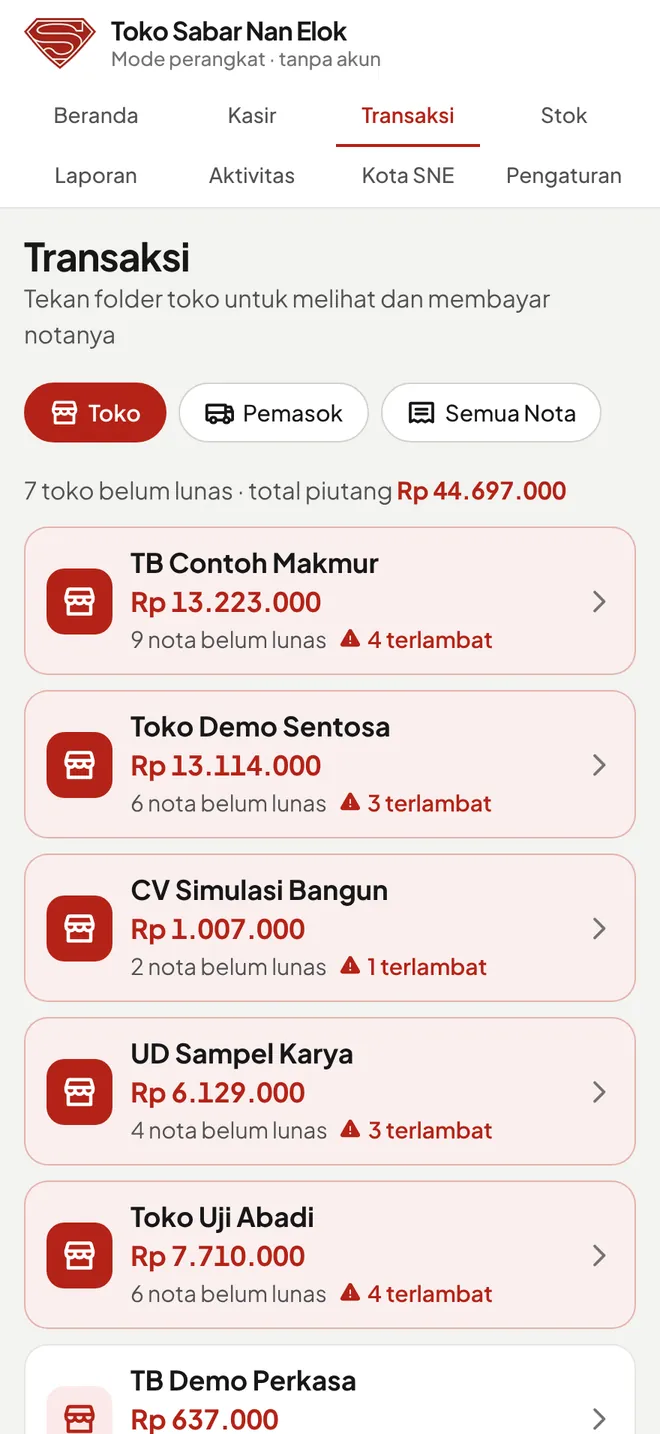 Toko Sabar Nan Elok
Mode perangkat · tanpa akun
Beranda Kasir Transaksi Stok
Laporan Aktivitas Kota SNE Pengaturan
Transaksi
Tekan folder toko untuk melihat dan membayar
notanya
Toko Pemasok Semua Nota
7 toko belum lunas · total piutang Rp 44.697.000
TB Contoh Makmur
Rp 13.223.000
9 nota belum lunas 4 terlambat
Toko Demo Sentosa
Rp 13.114.000
6 nota belum lunas 3 terlambat
CV Simulasi Bangun
Rp 1.007.000
2 nota belum lunas 1 terlambat
UD Sampel Karya
Rp 6.129.000
4 nota belum lunas 3 terlambat
Toko Uji Abadi
Rp 7.710.000
6 nota belum lunas 4 terlambat
TB Demo Perkasa
Rp 637.000